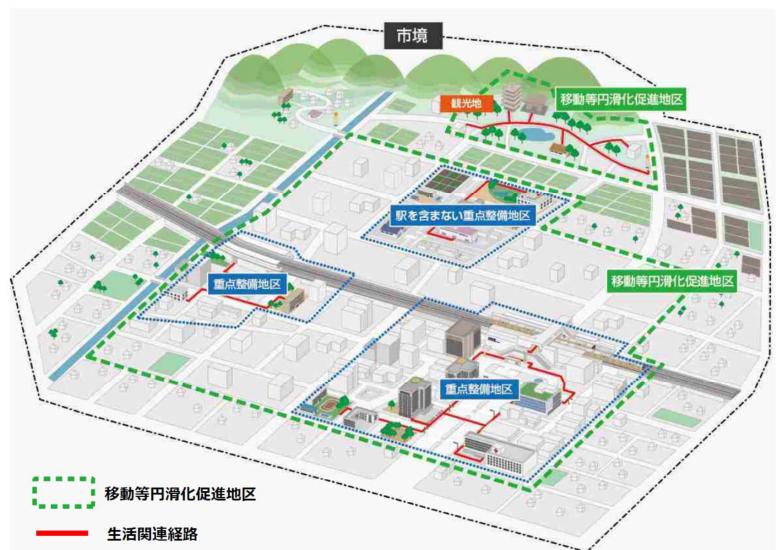 市境
観光地
移動等円滑化促進地区
駅を含まない重点整備地区
重点整備地区
移動等円滑化促進地区
重点整備地区
移動等円滑化促進地区
生活関連経路